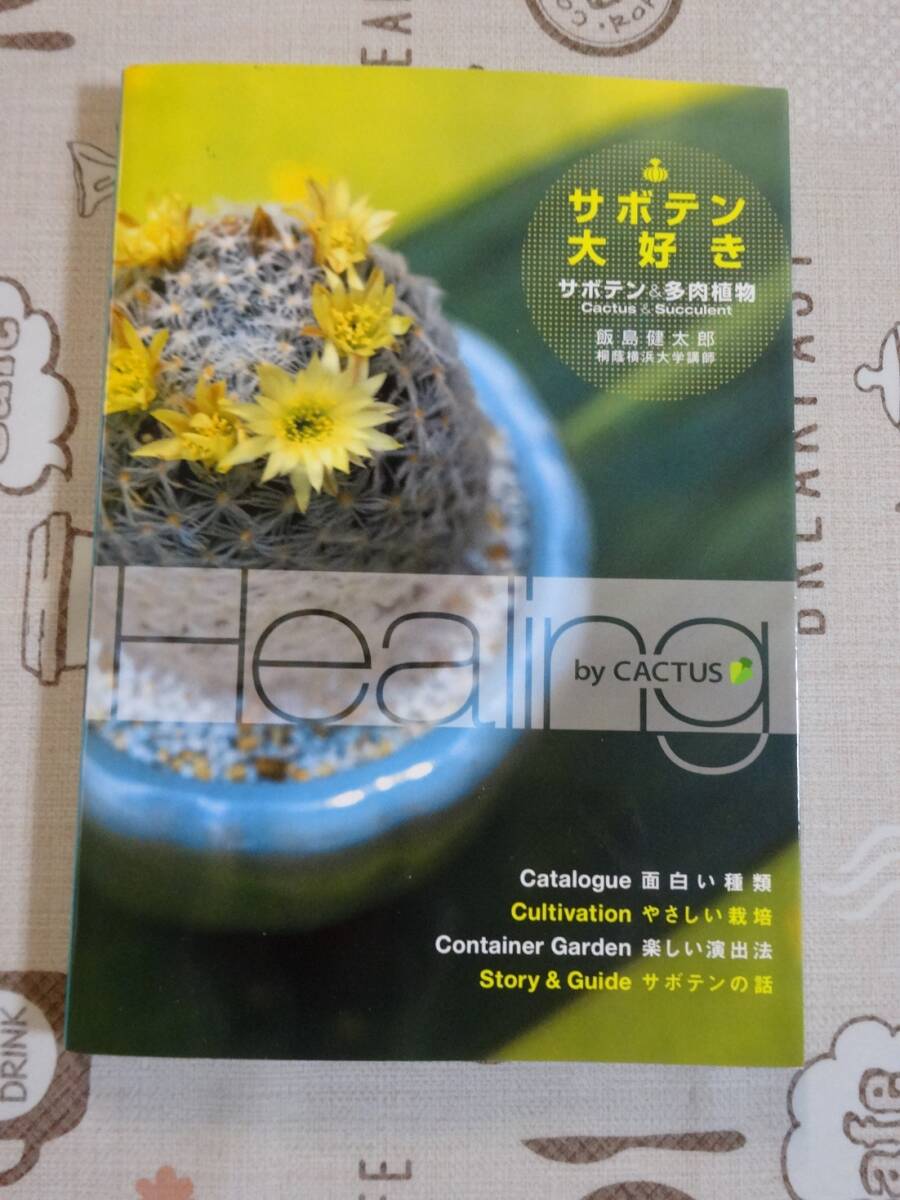 サボテン
大好き
サボテン&多肉植物
Cactus & Succulent
飯島健太郎
桐蔭横浜大学講師
Healing
by CACTUS
Catalogue 面白い種類
Cultivation やさしい栽培
Container Garden 楽しい演出法
Story & Guide サボテンの話
BREAKFAST
DRINK